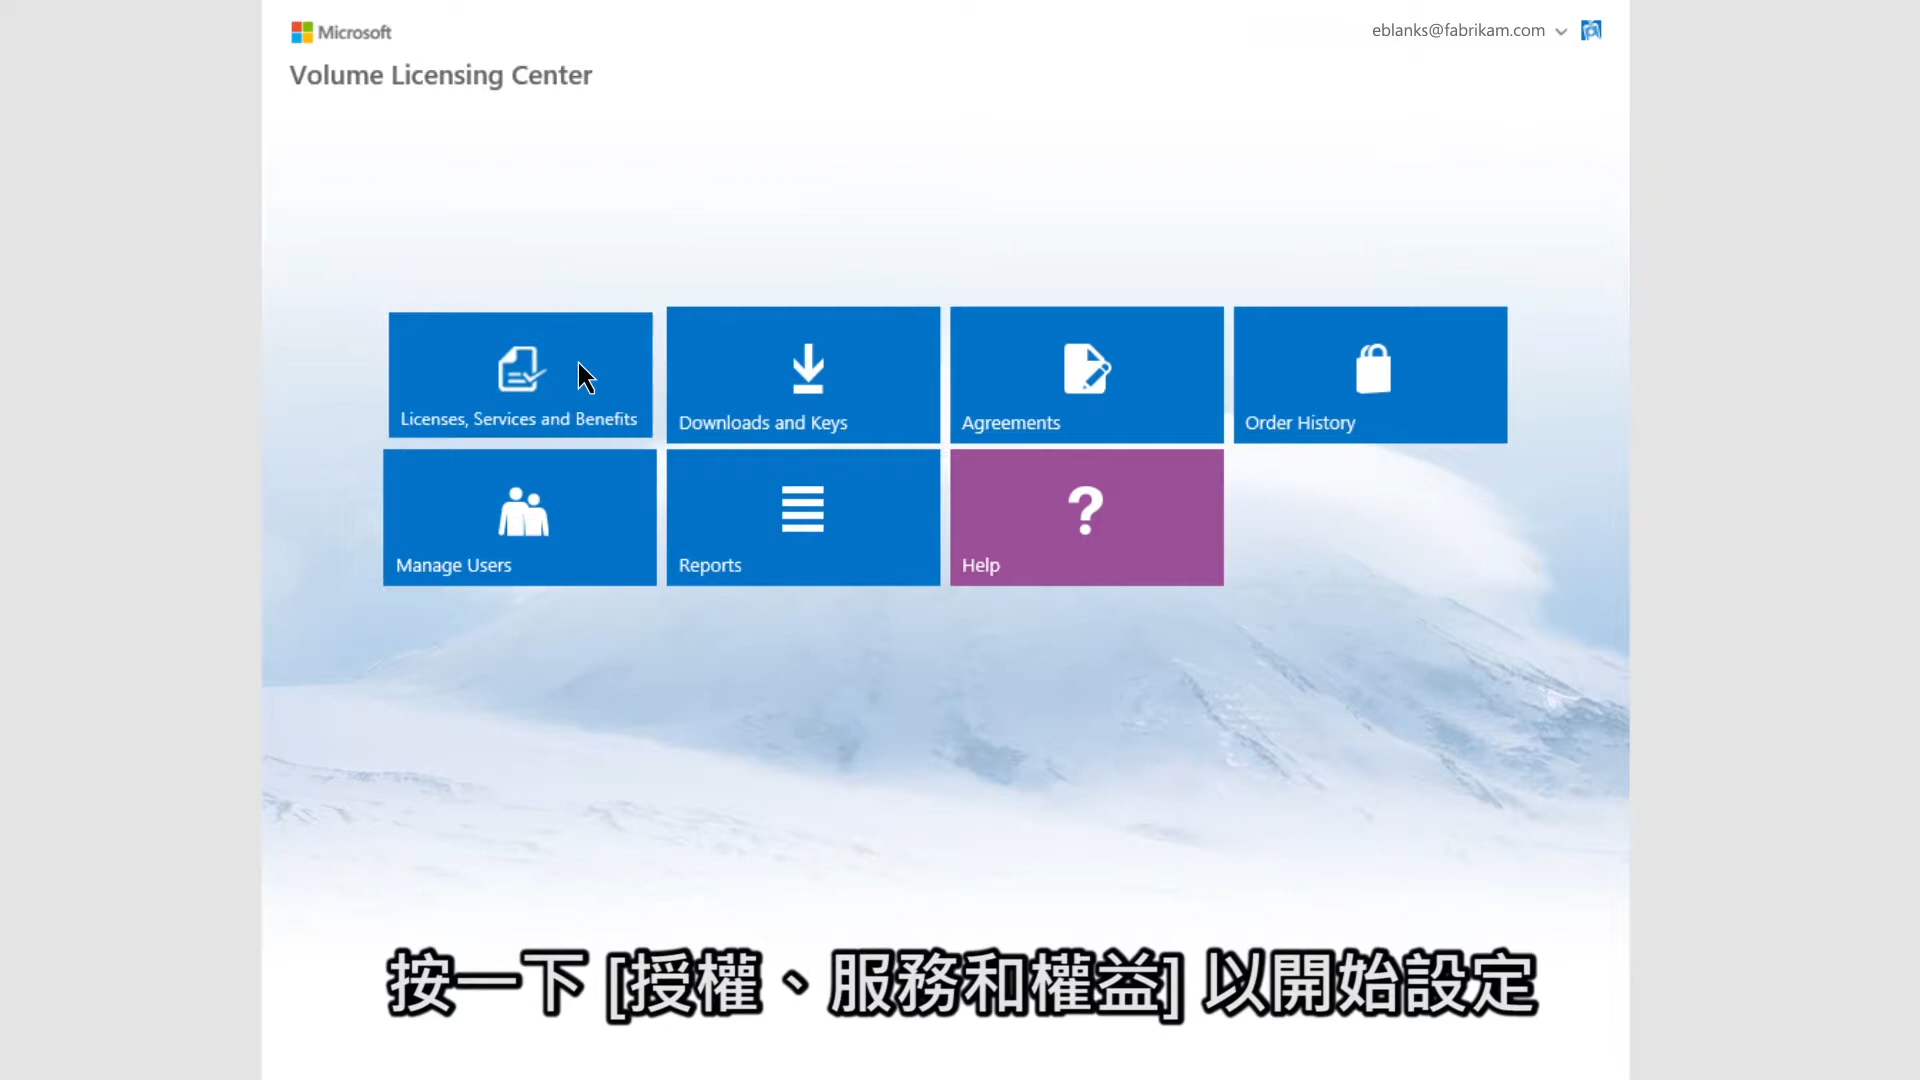 Microsoft
eblanks@fabrikam.com
Volume Licensing Center
Licenses, Services and Benefits
Downloads and Keys
Agreements
Order History
Manage Users
Reports
?
Help
按一下 [授權、服務和權益] 以開始設定